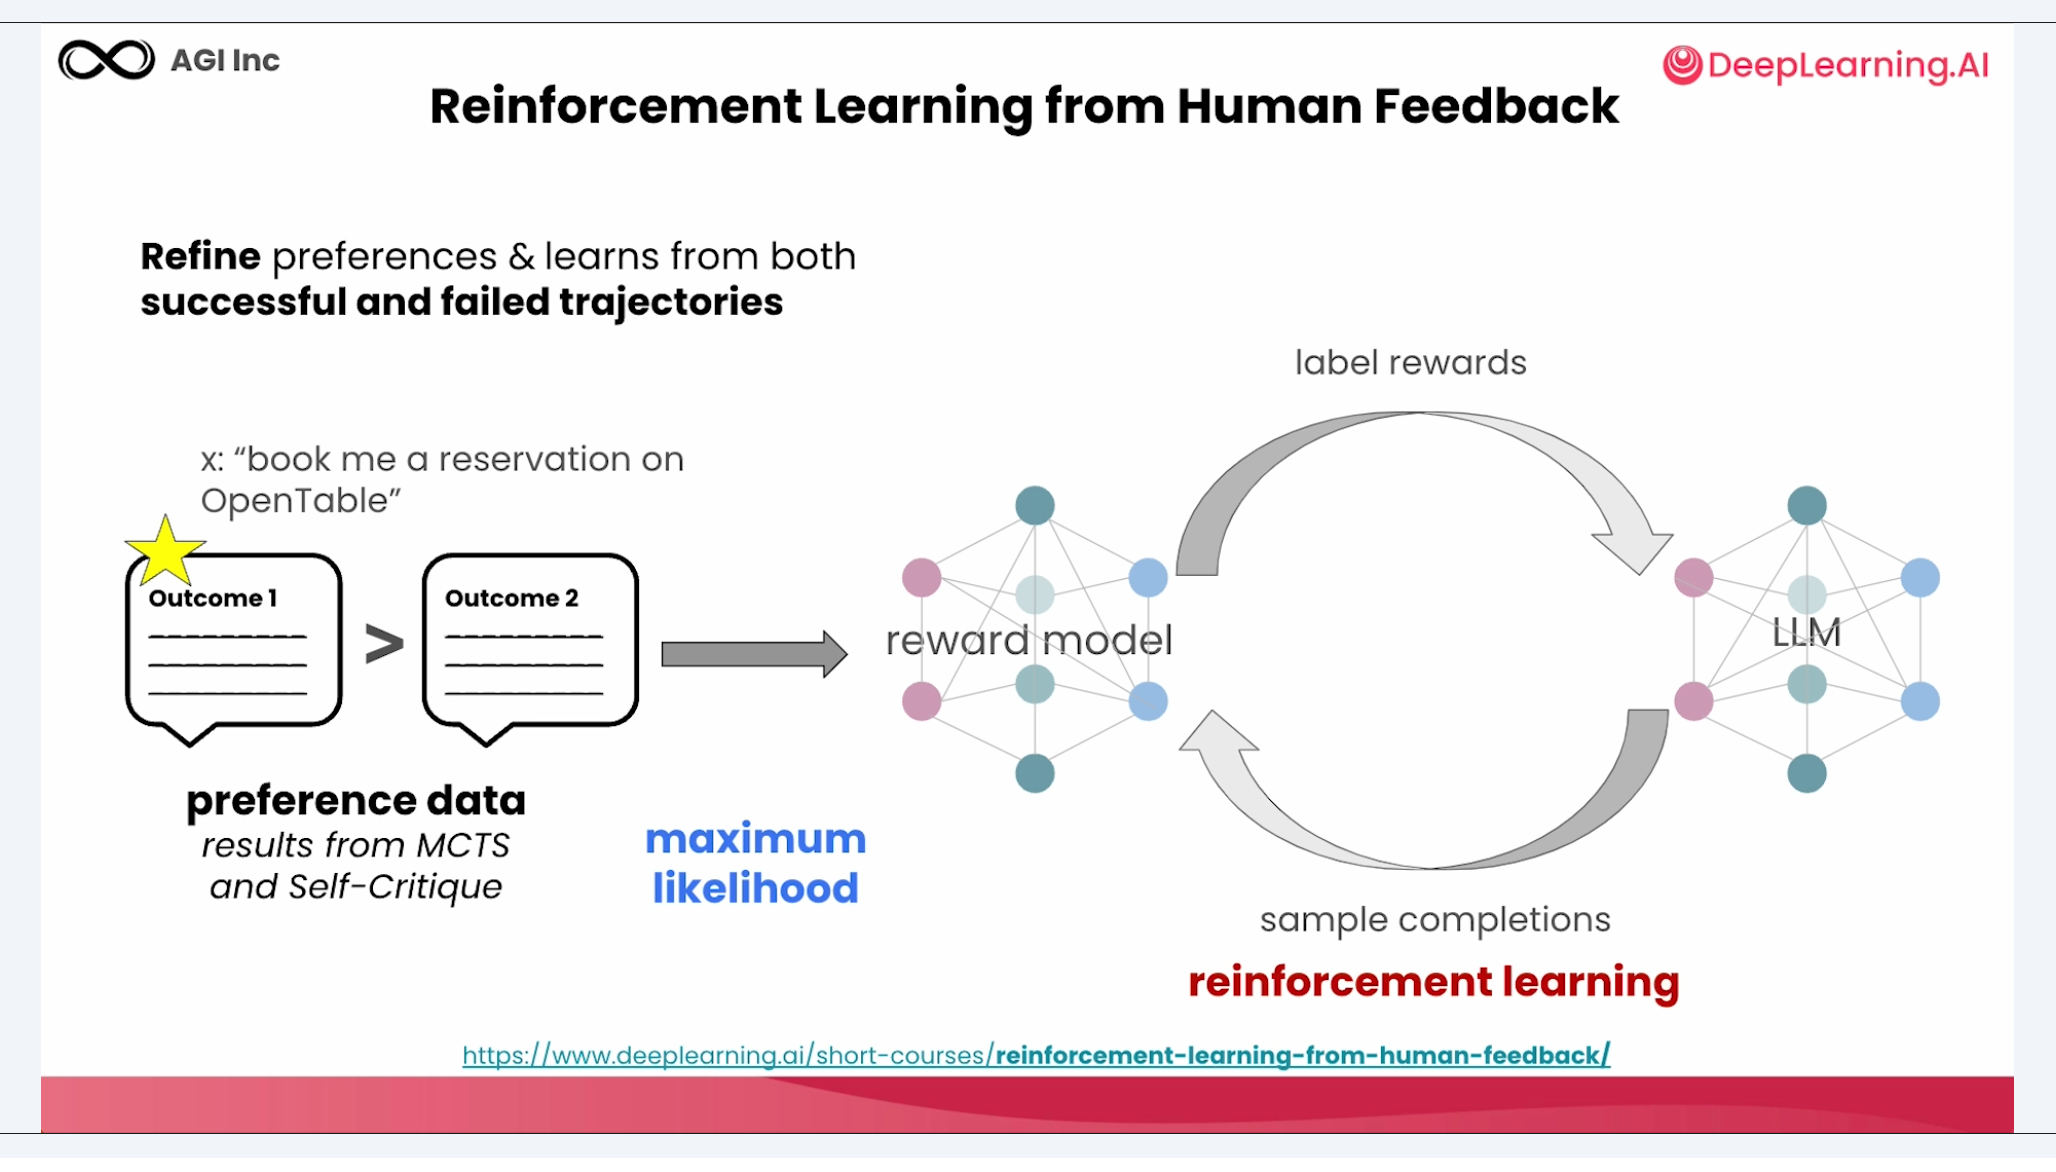 AGI Inc
DeepLearning.AI
Reinforcement Learning from Human Feedback
Refine preferences & learns from both
successful and failed trajectories
label rewards
x: “book me a reservation on
OpenTable”
Outcome 1
>
Outcome 2
reward model
LLM
preference data
results from MCTS
and Self-Critique
maximum
likelihood
sample completions
reinforcement learning
https://www.deeplearning.ai/short-courses/reinforcement-learning-from-human-feedback/